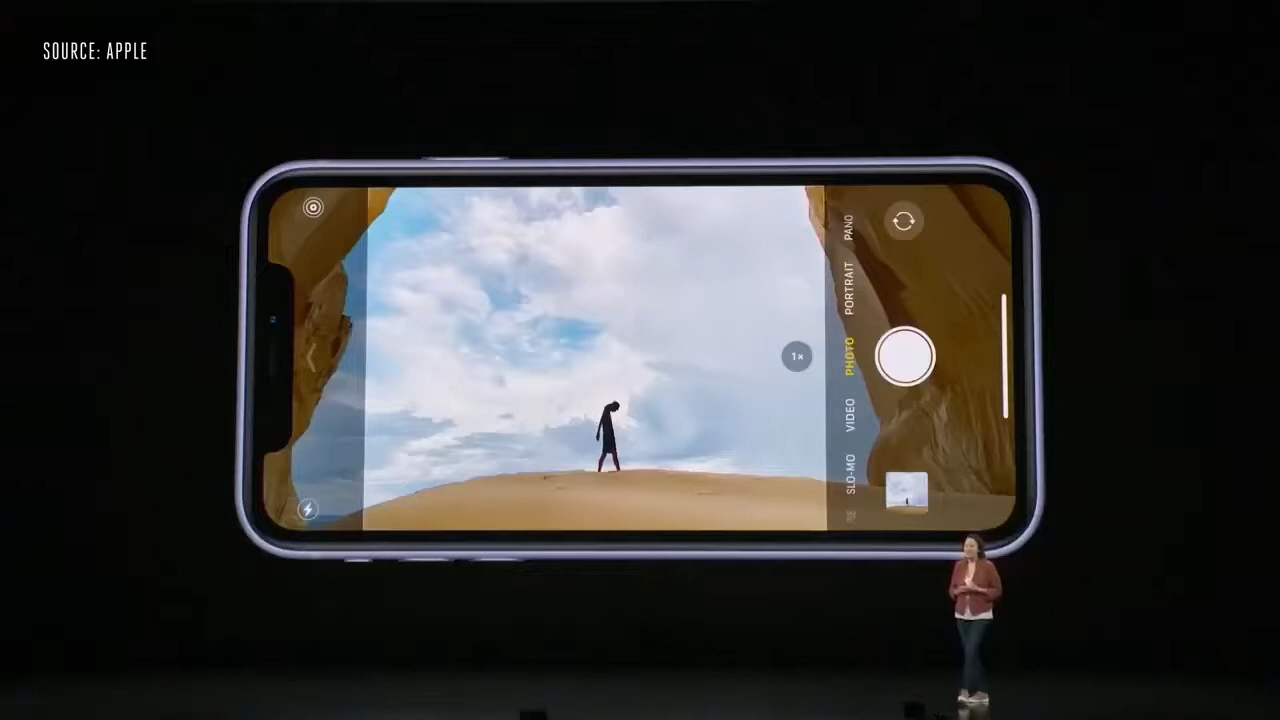 SOURCE: APPLE
PANO
PORTRAIT
1×
PHOTO
VIDEO
SLO-MO